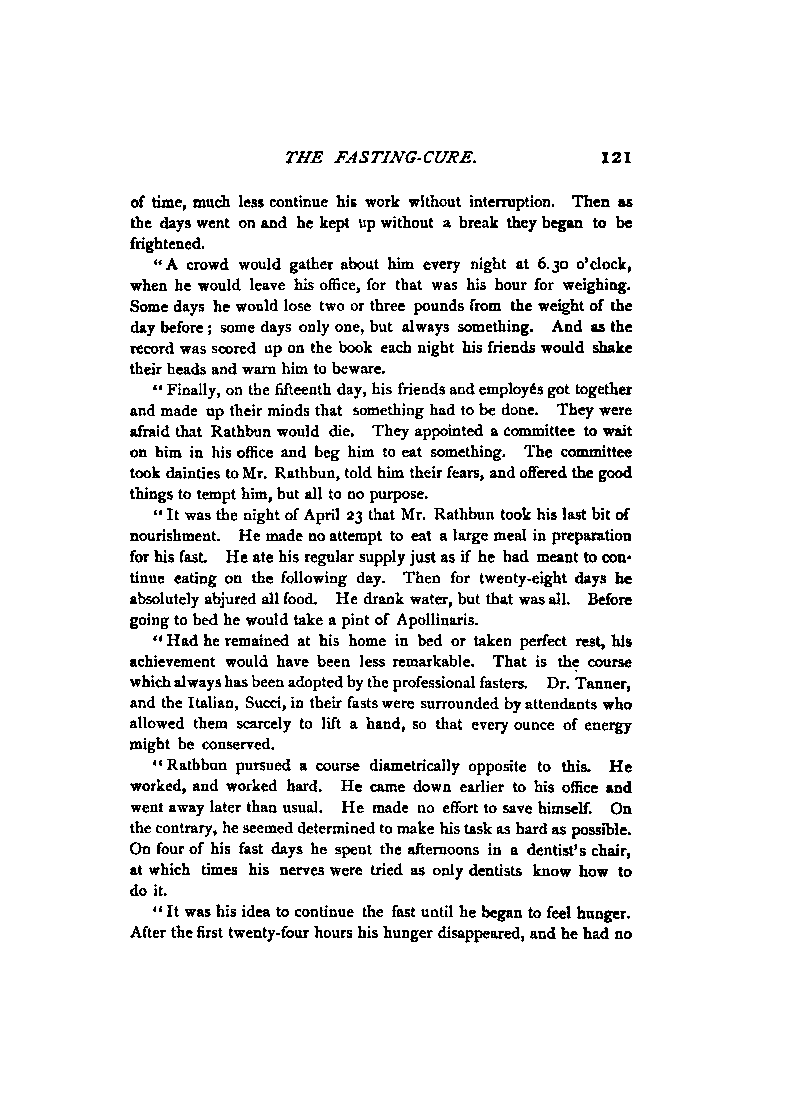 THE FASTING-CURE. 121
of time, much less continue his work without interruption. Then as
the days went on and he kept up without a break they began to be
frightened.
“A crowd would gather about him every night at 6.30 o’clock,
when he would leave his office, for that was his hour for weighing.
Some days he would lose two or three pounds from the weight of the
day before; some days only one, but always something. And as the
record was scored up on the book each night his friends would shake
their heads and warn him to beware.
“Finally, on the fifteenth day, his friends and employés got together
and made up their minds that something had to be done. They were
afraid that Rathbun would die. They appointed a committee to wait
on him in his office and beg him to eat something. The committee
took dainties to Mr. Rathbun, told him their fears, and offered the good
things to tempt him, but all to no purpose.
“It was the night of April 23 that Mr. Rathbun took his last bit of
nourishment. He made no attempt to eat a large meal in preparation
for his fast. He ate his regular supply just as if he had meant to con-
tinue eating on the following day. Then for twenty-eight days he
absolutely abjured all food. He drank water, but that was all. Before
going to bed he would take a pint of Apollinaris.
“Had he remained at his home in bed or taken perfect rest, his
achievement would have been less remarkable. That is the course
which always has been adopted by the professional fasters. Dr. Tanner,
and the Italian, Succi, in their fasts were surrounded by attendants who
allowed them scarcely to lift a hand, so that every ounce of energy
might be conserved.
“Rathbun pursued a course diametrically opposite to this. He
worked, and worked hard. He came down earlier to his office and
went away later than usual. He made no effort to save himself. On
the contrary, he seemed determined to make his task as hard as possible.
On four of his fast days he spent the afternoons in a dentist’s chair,
at which times his nerves were tried as only dentists know how to
do it.
“It was his idea to continue the fast until he began to feel hunger.
After the first twenty-four hours his hunger disappeared, and he had no